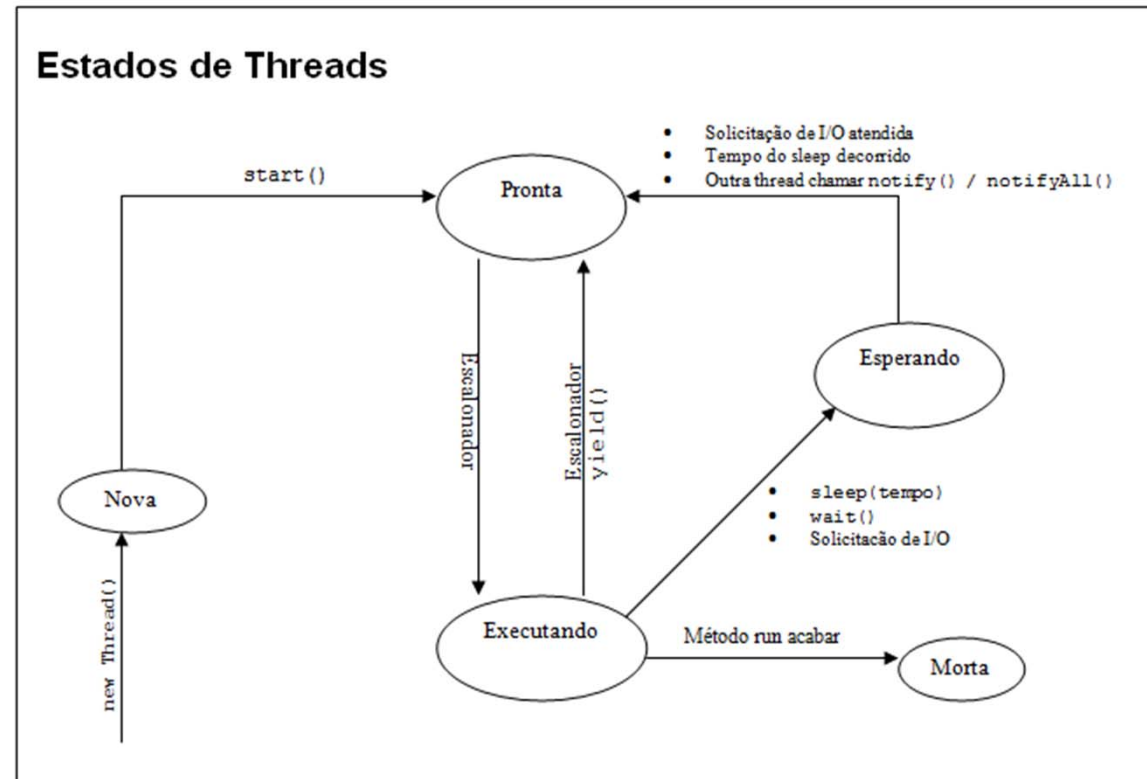 Estados de Threads
• Solicitação de I/O atendida
• Tempo do sleep decorrido
• Outra thread chamar notify() / notifyAll()
start()
Pronta
Esperando
Escalonador
Escalonador
yield()
Nova
• sleep(tempo)
• wait()
• Solicitacão de I/O
new Thread()
Executando
Método run acabar
Morta